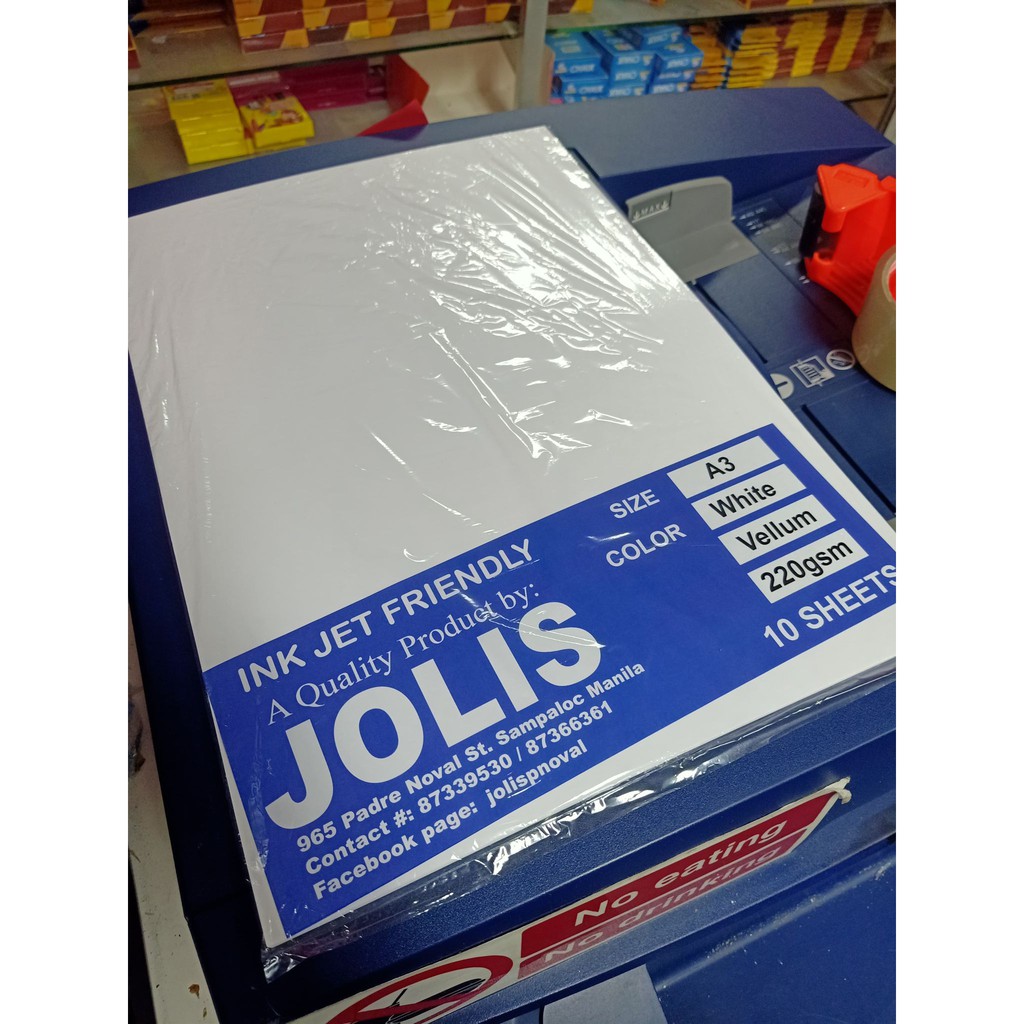 MAX
SIZE A3
COLOR White
Vellum
220gsm
10 SHEETS
INK JET FRIENDLY
A Quality Product by:
JOLIS
965 Padre Noval St. Sampaloc Manila
Contact #: 87339530 / 87366361
Facebook page: jolispnoval
No eating
No drinking